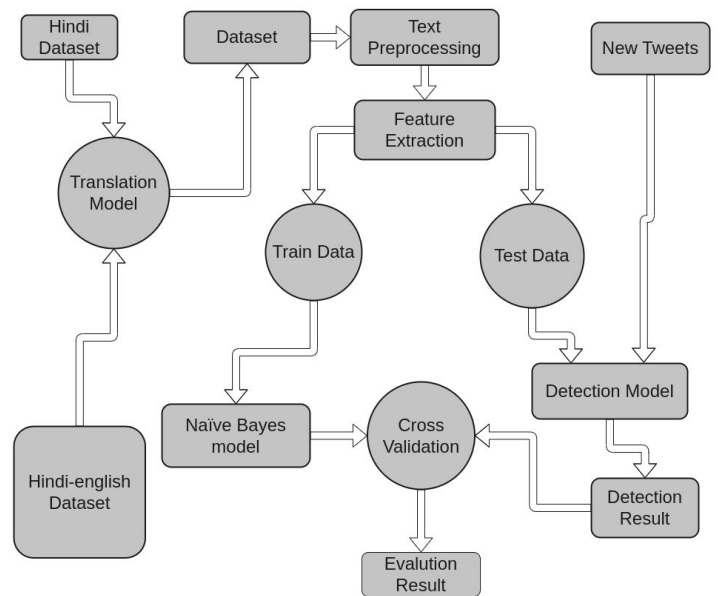 Hindi
Dataset
Dataset
Text
Preprocessing
New Tweets
Feature
Extraction
Translation
Model
Train Data
Test Data
Detection Model
Naïve Bayes
model
Cross
Validation
Hindi-english
Dataset
Detection
Result
Evalution
Result